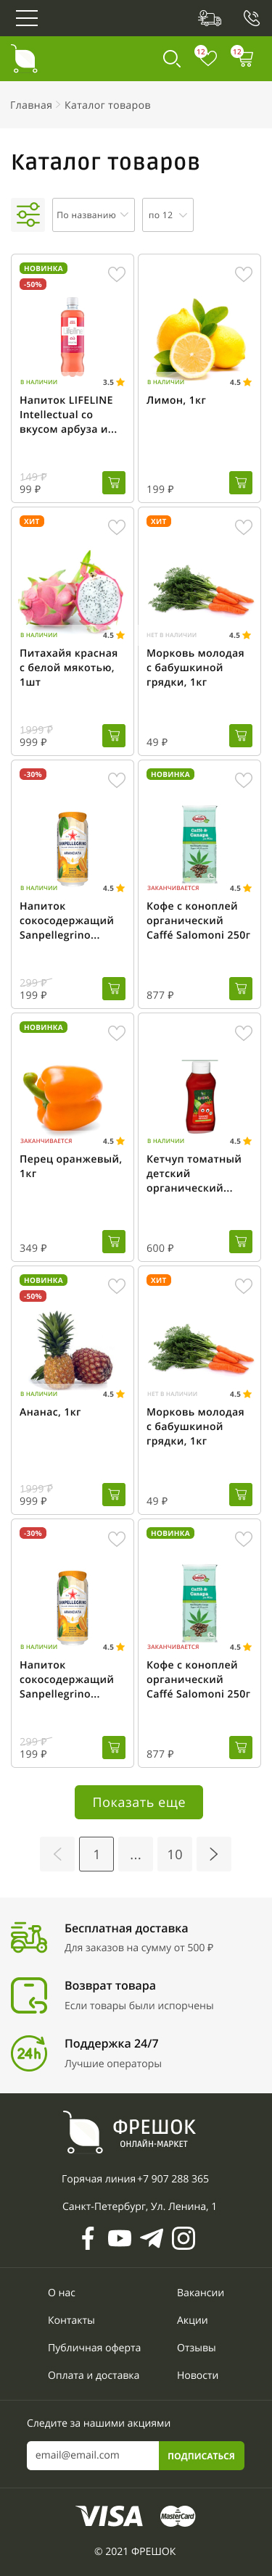 12
12
Главная > Каталог товаров
Каталог товаров
По названию
по 12
НОВИНКА
-50%
В НАЛИЧИИ 3.5
Напиток LIFELINE
Intellectual со
вкусом арбуза и...
149 ₽
99 ₽
В НАЛИЧИИ 4.5
Лимон, 1кг
199 ₽
ХИТ
В НАЛИЧИИ 4.5
Питахайя красная
с белой мякотью,
1шт
1999 ₽
999 ₽
ХИТ
НЕТ В НАЛИЧИИ 4.5
Морковь молодая
с бабушкиной
грядки, 1кг
49 ₽
-30%
SANPELLEGRINO
В НАЛИЧИИ 4.5
Напиток
сокосодержащий
Sanpellegrino...
299 ₽
199 ₽
НОВИНКА
ЗАКАНЧИВАЕТСЯ 4.5
Кофе с коноплей
органический
Caffé Salomoni 250г
877 ₽
НОВИНКА
ЗАКАНЧИВАЕТСЯ 4.5
Перец оранжевый,
1кг
349 ₽
В НАЛИЧИИ 4.5
Кетчуп томатный
детский
органический...
600 ₽
НОВИНКА
-50%
В НАЛИЧИИ 4.5
Ананас, 1кг
1999 ₽
999 ₽
ХИТ
НЕТ В НАЛИЧИИ 4.5
Морковь молодая
с бабушкиной
грядки, 1кг
49 ₽
-30%
SANPELLEGRINO
В НАЛИЧИИ 4.5
Напиток
сокосодержащий
Sanpellegrino...
299 ₽
199 ₽
НОВИНКА
ЗАКАНЧИВАЕТСЯ 4.5
Кофе с коноплей
органический
Caffé Salomoni 250г
877 ₽
Показать еще
1 ... 10
Бесплатная доставка
Для заказов на сумму от 500 ₽
Возврат товара
Если товары были испорчены
24h
Поддержка 24/7
Лучшие операторы
ФРЕШОК
ОНЛАЙН-МАРКЕТ
Горячая линия +7 907 288 365
Санкт-Петербург, Ул. Ленина, 1
О нас
Вакансии
Контакты
Акции
Публичная оферта
Отзывы
Оплата и доставка
Новости
Следите за нашими акциями
email@email.com
ПОДПИСАТЬСЯ
VISA MasterCard
© 2021 ФРЕШОК